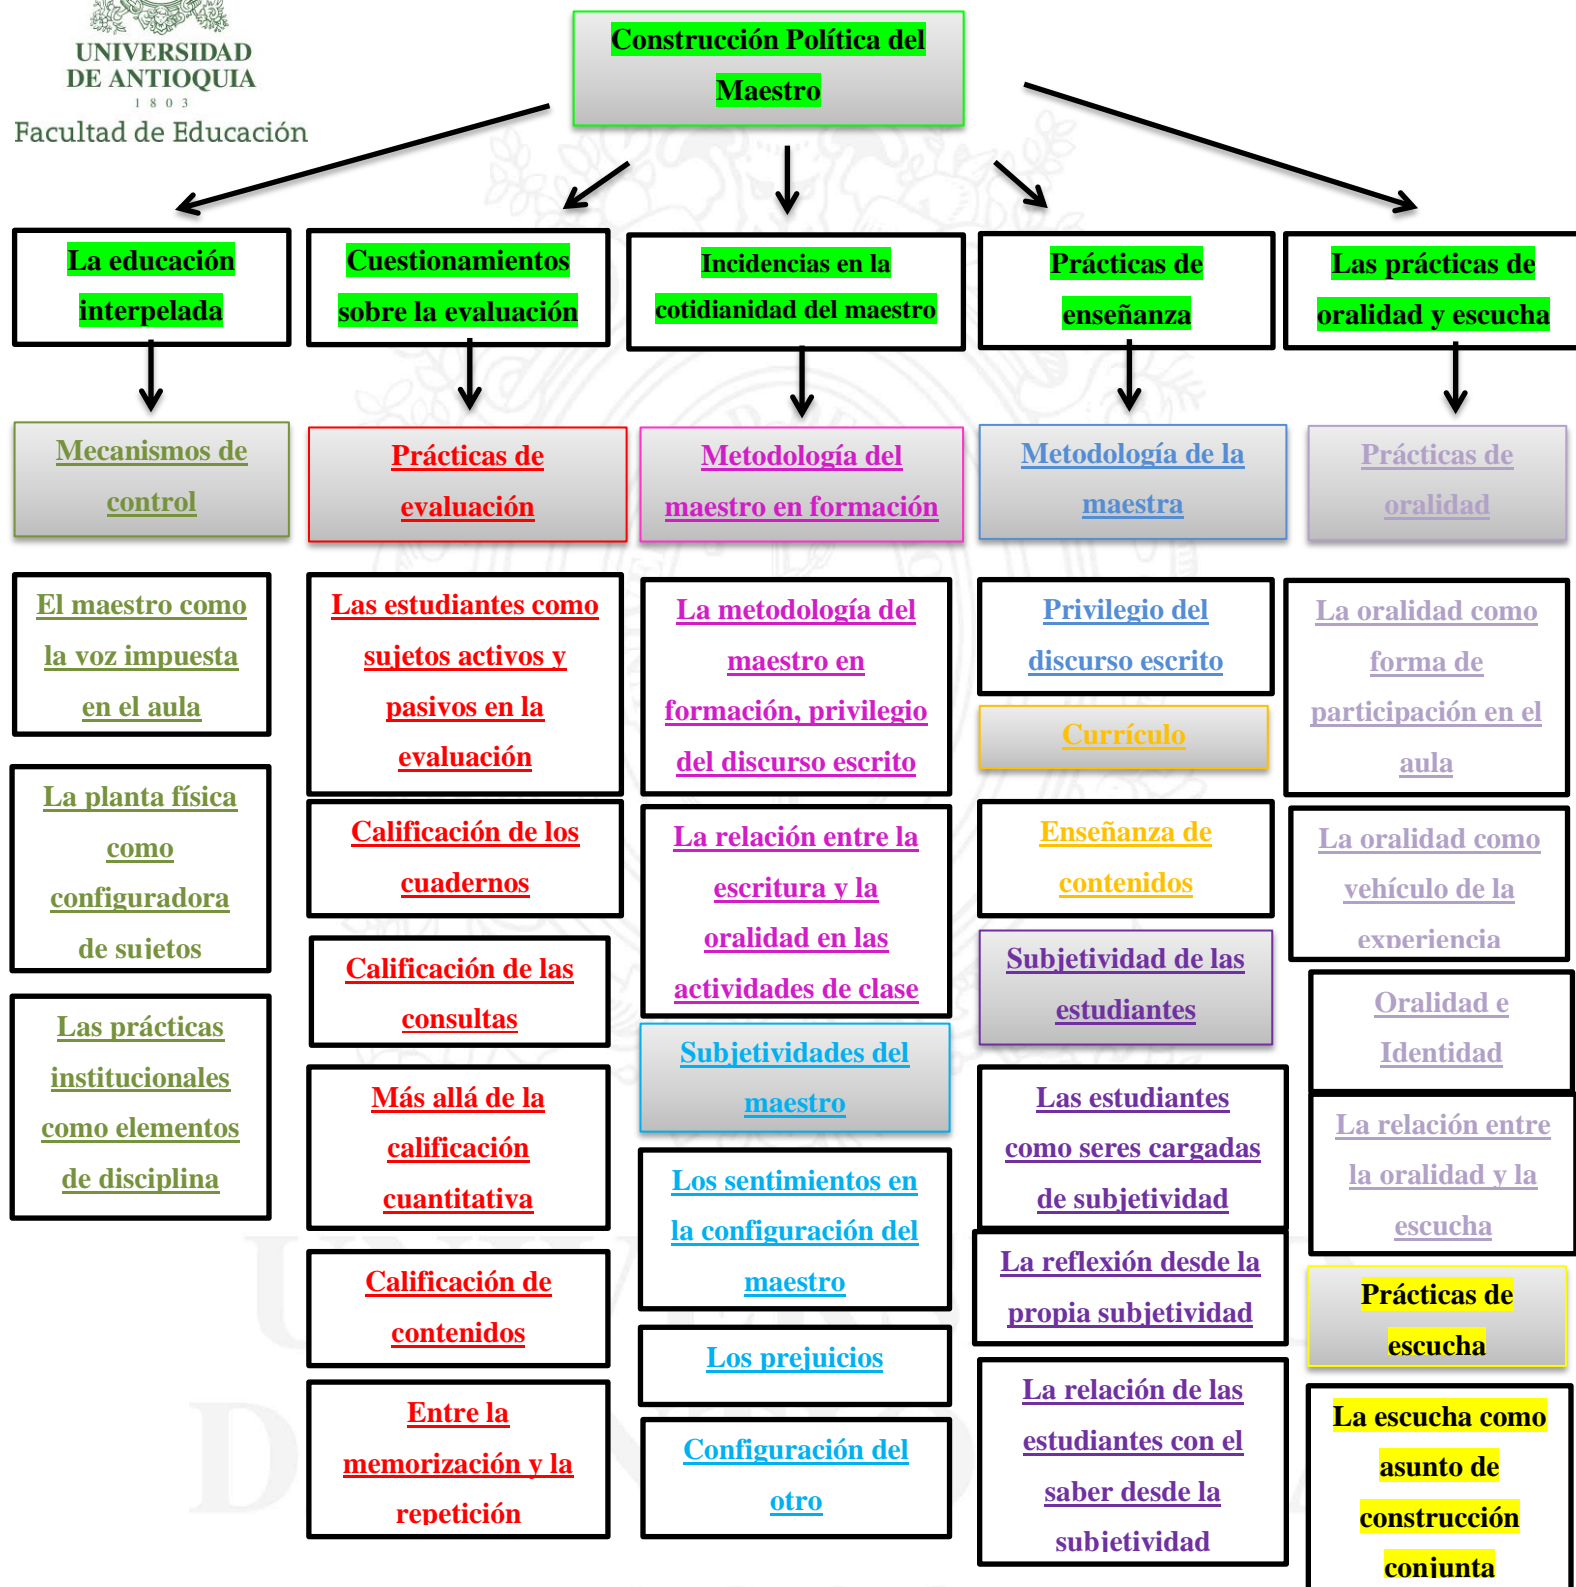 UNIVERSIDAD
DE ANTIOQUIA
1 8 0 3
Facultad de Educación
Construcción Política del
Maestro
La educación
interpelada
Cuestionamientos
sobre la evaluación
Incidencias en la
cotidianidad del maestro
Prácticas de
enseñanza
Las prácticas de
oralidad y escucha
Mecanismos de
control
Prácticas de
evaluación
Metodología del
maestro en formación
Metodología de la
maestra
Prácticas de
oralidad
El maestro como
la voz impuesta
en el aula
La planta física
como
configuradora
de sujetos
Las prácticas
institucionales
como elementos
de disciplina
Las estudiantes como
sujetos activos y
pasivos en la
evaluación
Calificación de los
cuadernos
Calificación de las
consultas
Más allá de la
calificación
cuantitativa
Calificación de
contenidos
Entre la
memorización y la
repetición
La metodología del
maestro en
formación, privilegio
del discurso escrito
La relación entre la
escritura y la
oralidad en las
actividades de clase
Subjetividades del
maestro
Los sentimientos en
la configuración del
maestro
Los prejuicios
Configuración del
otro
Privilegio del
discurso escrito
Currículo
Enseñanza de
contenidos
Subjetividad de las
estudiantes
Las estudiantes
como seres cargadas
de subjetividad
La reflexión desde la
propia subjetividad
La relación de las
estudiantes con el
saber desde la
subjetividad
La oralidad como
forma de
participación en el
aula
La oralidad como
vehículo de la
experiencia
Oralidad e
Identidad
La relación entre
la oralidad y la
escucha
Prácticas de
escucha
La escucha como
asunto de
construcción
conjunta